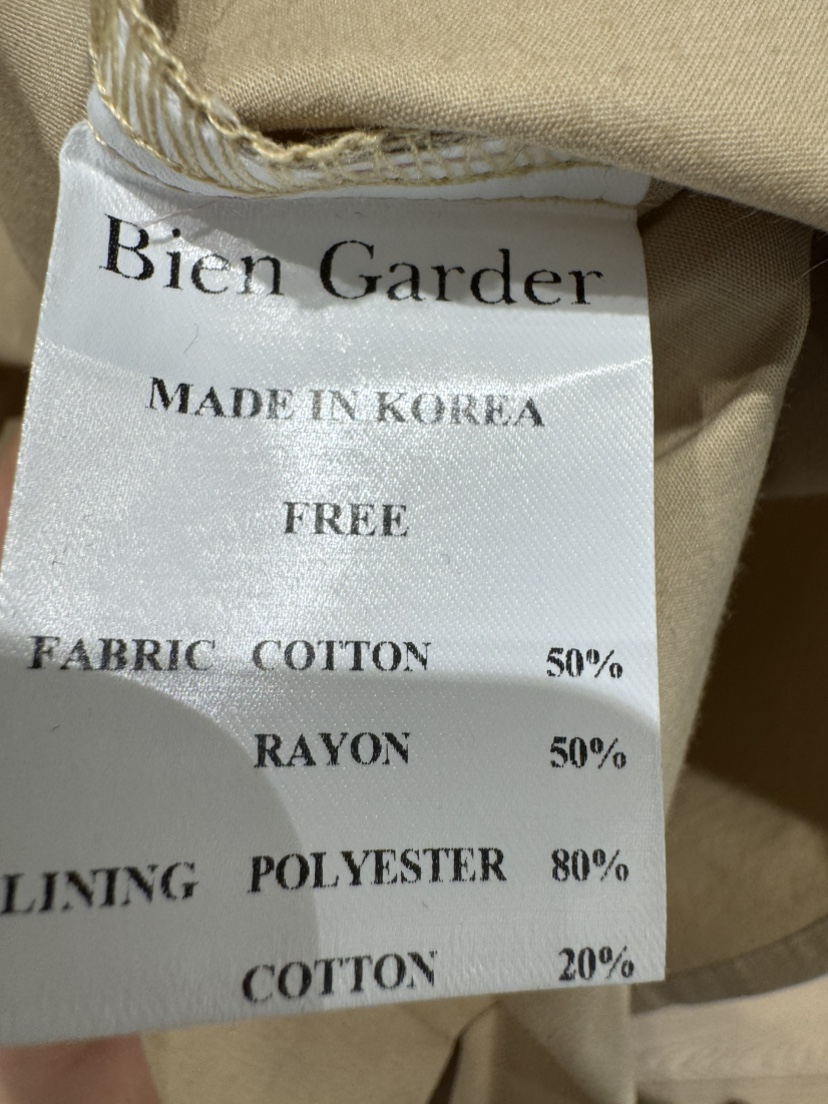 Bien Garder
MADE IN KOREA
FREE
FABRIC COTTON 50%
RAYON 50%
LINING POLYESTER 80%
COTTON 20%